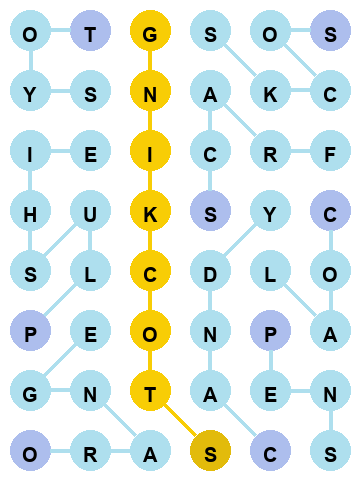 O T G S O S
Y S N A K C
I E I C R F
H U K S Y C
S L C D L O
P E O N P A
G N T A E N
O R A S C S